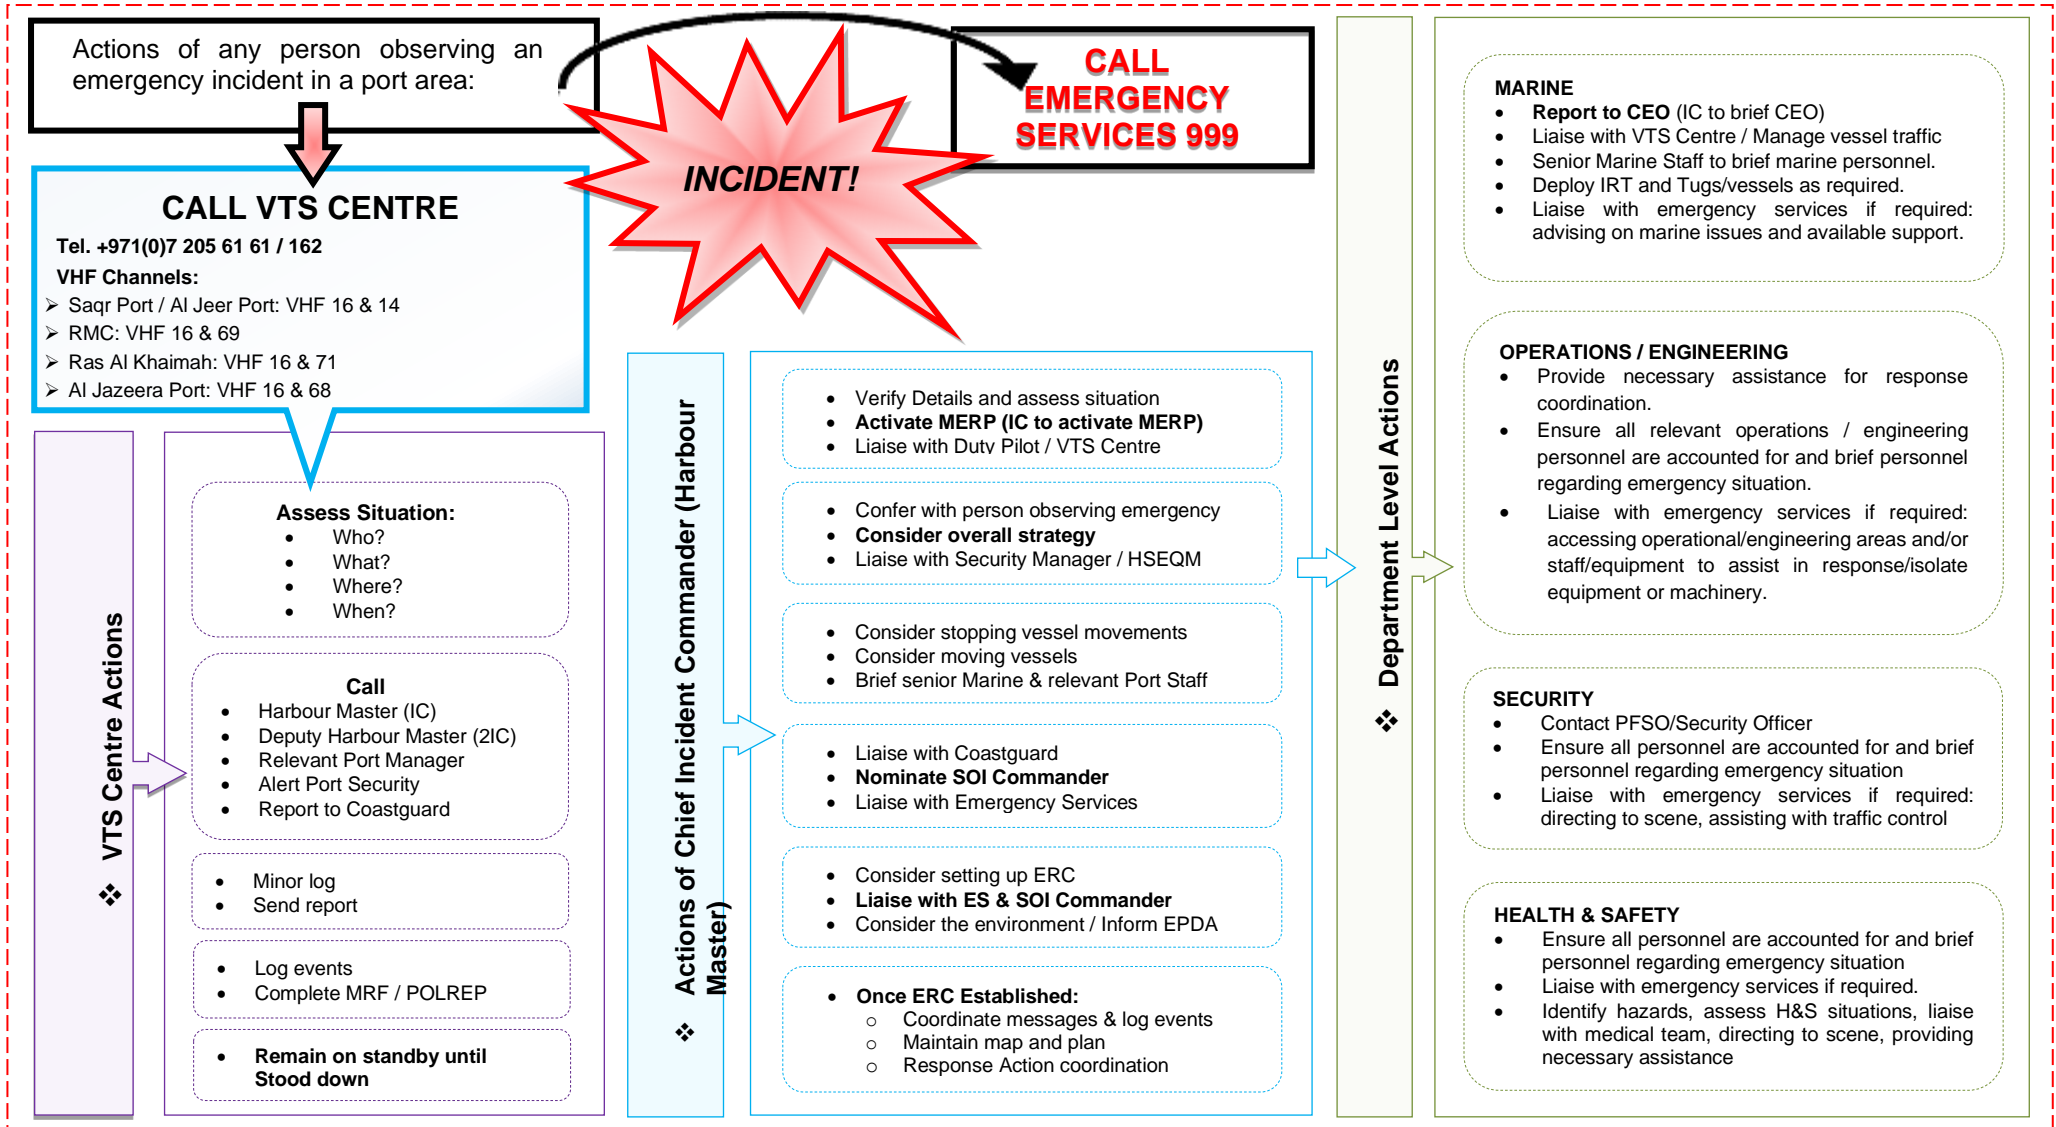 Actions of any person observing an
emergency incident in a port area:
CALL
EMERGENCY
SERVICES 999
INCIDENT!
CALL VTS CENTRE
Tel. +971(0)7 205 61 61 / 162
VHF Channels:
➢ Saqr Port / Al Jeer Port: VHF 16 & 14
➢ RMC: VHF 16 & 69
➢ Ras Al Khaimah: VHF 16 & 71
➢ Al Jazeera Port: VHF 16 & 68
❖ VTS Centre Actions
Assess Situation:
• Who?
• What?
• Where?
• When?
Call
• Harbour Master (IC)
• Deputy Harbour Master (2IC)
• Relevant Port Manager
• Alert Port Security
• Report to Coastguard
• Minor log
• Send report
• Log events
• Complete MRF / POLREP
• Remain on standby until
Stood down
❖ Actions of Chief Incident Commander (Harbour
Master)
• Verify Details and assess situation
• Activate MERP (IC to activate MERP)
• Liaise with Duty Pilot / VTS Centre
• Confer with person observing emergency
• Consider overall strategy
• Liaise with Security Manager / HSEQM
• Consider stopping vessel movements
• Consider moving vessels
• Brief senior Marine & relevant Port Staff
• Liaise with Coastguard
• Nominate SOI Commander
• Liaise with Emergency Services
• Consider setting up ERC
• Liaise with ES & SOI Commander
• Consider the environment / Inform EPDA
• Once ERC Established:
o Coordinate messages & log events
o Maintain map and plan
o Response Action coordination
❖ Department Level Actions
MARINE
• Report to CEO (IC to brief CEO)
• Liaise with VTS Centre / Manage vessel traffic
• Senior Marine Staff to brief marine personnel.
• Deploy IRT and Tugs/vessels as required.
• Liaise with emergency services if required:
advising on marine issues and available support.
OPERATIONS / ENGINEERING
• Provide necessary assistance for response
coordination.
• Ensure all relevant operations / engineering
personnel are accounted for and brief personnel
regarding emergency situation.
• Liaise with emergency services if required:
accessing operational/engineering areas and/or
staff/equipment to assist in response/isolate
equipment or machinery.
SECURITY
• Contact PFSO/Security Officer
• Ensure all personnel are accounted for and brief
personnel regarding emergency situation
• Liaise with emergency services if required:
directing to scene, assisting with traffic control
HEALTH & SAFETY
• Ensure all personnel are accounted for and brief
personnel regarding emergency situation
• Liaise with emergency services if required.
• Identify hazards, assess H&S situations, liaise
with medical team, directing to scene, providing
necessary assistance